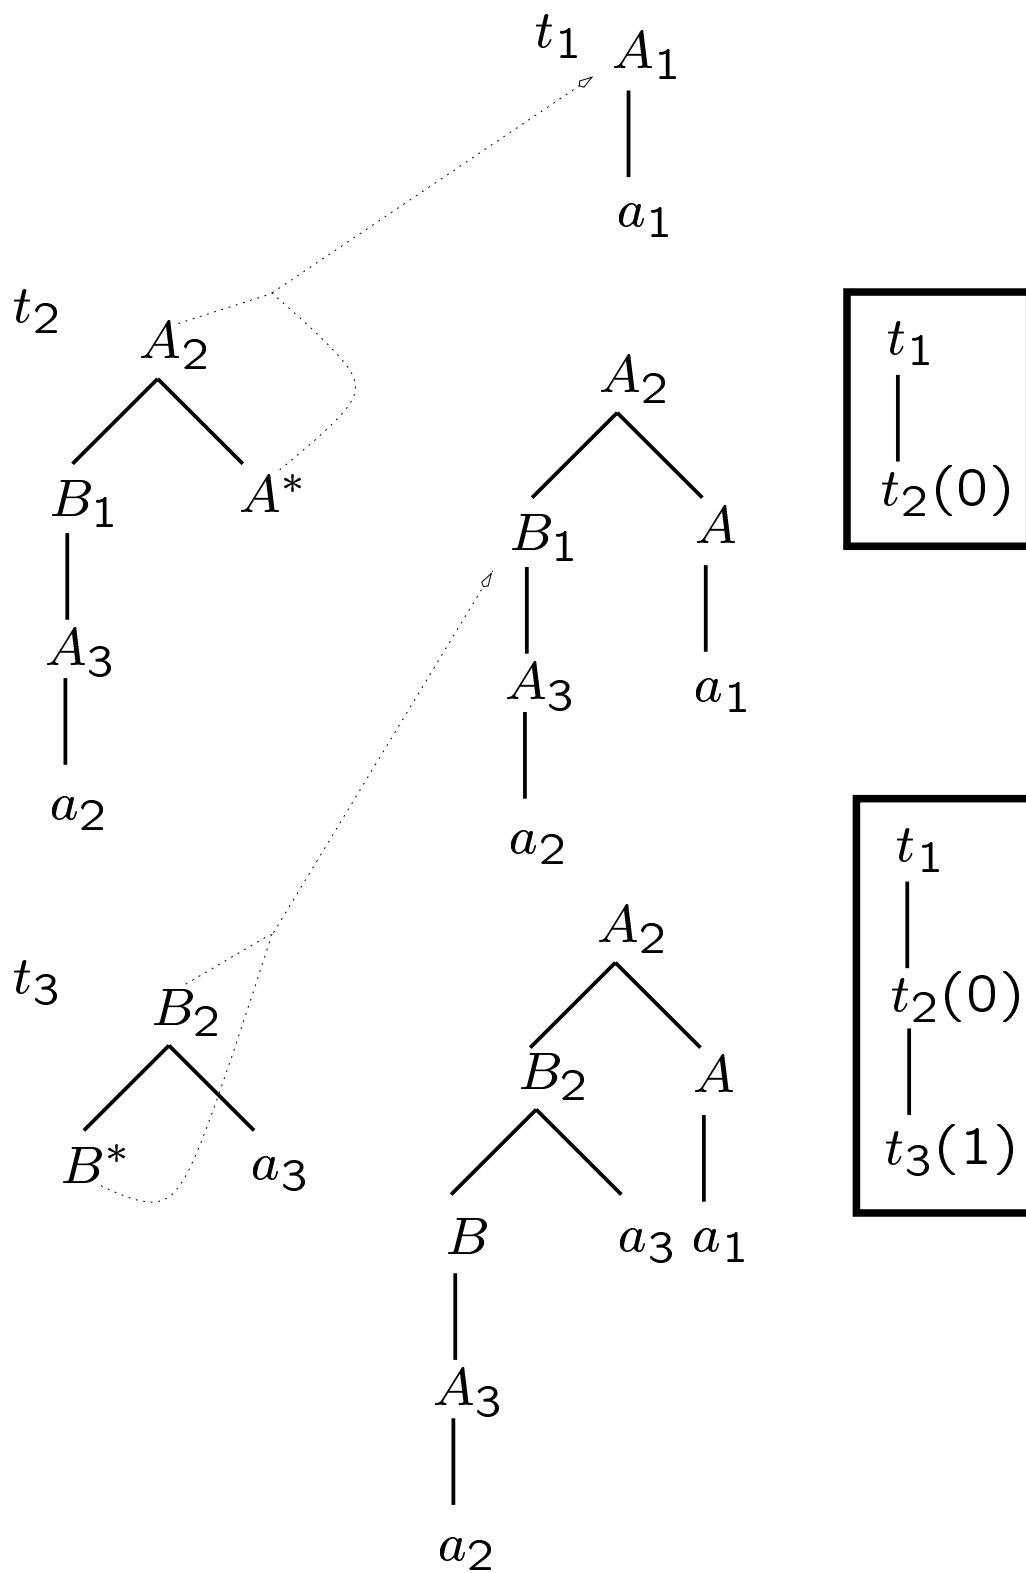 t₁ A₁
a₁
t₂
A₂
B₁ A*
A₃
a₂
A₂
B₁ A
A₃ a₁
a₂
t₁
t₂(0)
t₃
B₂
B* a₃
A₂
B₂ A
B a₃ a₁
A₃
a₂
t₁
t₂(0)
t₃(1)